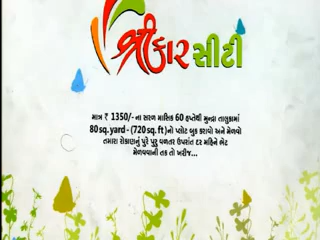 શ્રીકાર સીટી
માત્ર ₹ 1350/- ના સરળ માસિક 60 હપ્તેથી મુન્દ્રા તાલુકામાં
80 sq. yard - (720 sq. ft) નો પ્લોટ બુક કરાવો અને મેળવો
તમારા રોકાણનું પુરે પુરુ વળતર ઉપરાંત દર મહિને ભેટ
મેળવવાની તક તો ખરીજ...